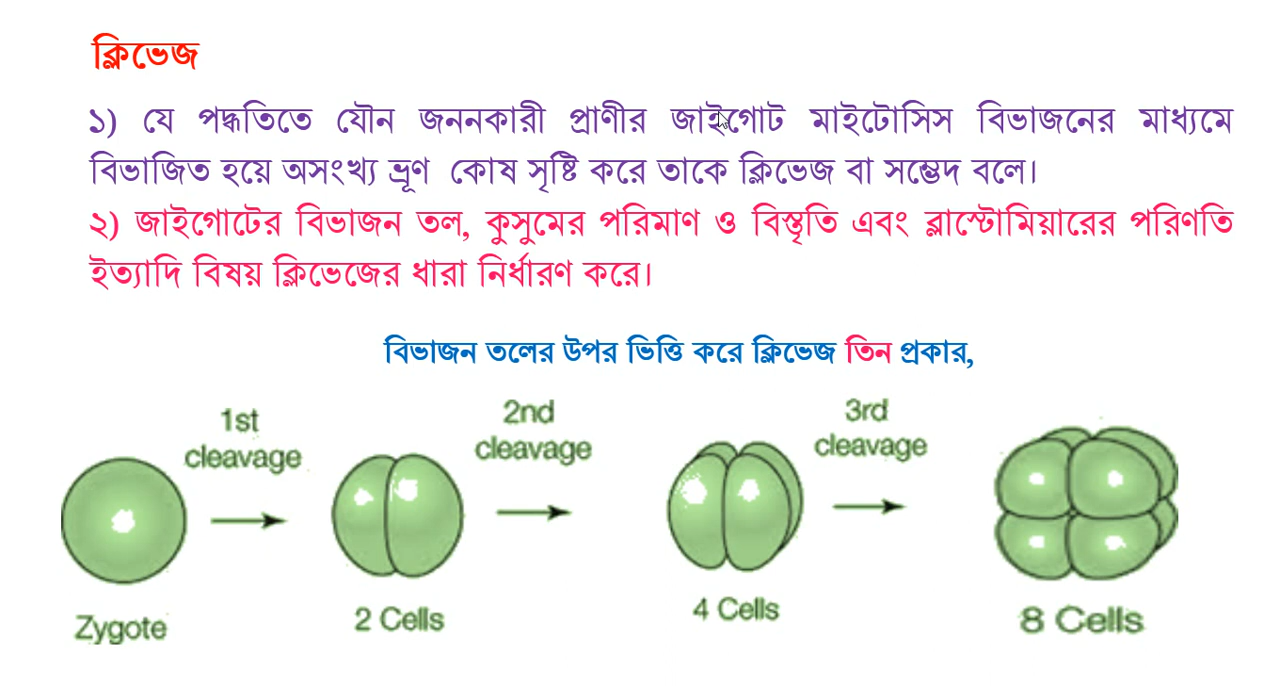 ক্লিভেজ
১) যে পদ্ধতিতে যৌন জননকারী প্রাণীর জাইগোট মাইটোসিস বিভাজনের মাধ্যমে
বিভাজিত হয়ে অসংখ্য ভ্রূণ কোষ সৃষ্টি করে তাকে ক্লিভেজ বা সম্ভেদ বলে।
২) জাইগোটের বিভাজন তল, কুসুমের পরিমাণ ও বিস্তৃতি এবং ব্লাস্টোমিয়ারের পরিণতি
ইত্যাদি বিষয় ক্লিভেজের ধারা নির্ধারণ করে।
বিভাজন তলের উপর ভিত্তি করে ক্লিভেজ তিন প্রকার,
1st
cleavage
2nd
cleavage
3rd
cleavage
Zygote
2 Cells
4 Cells
8 Cells